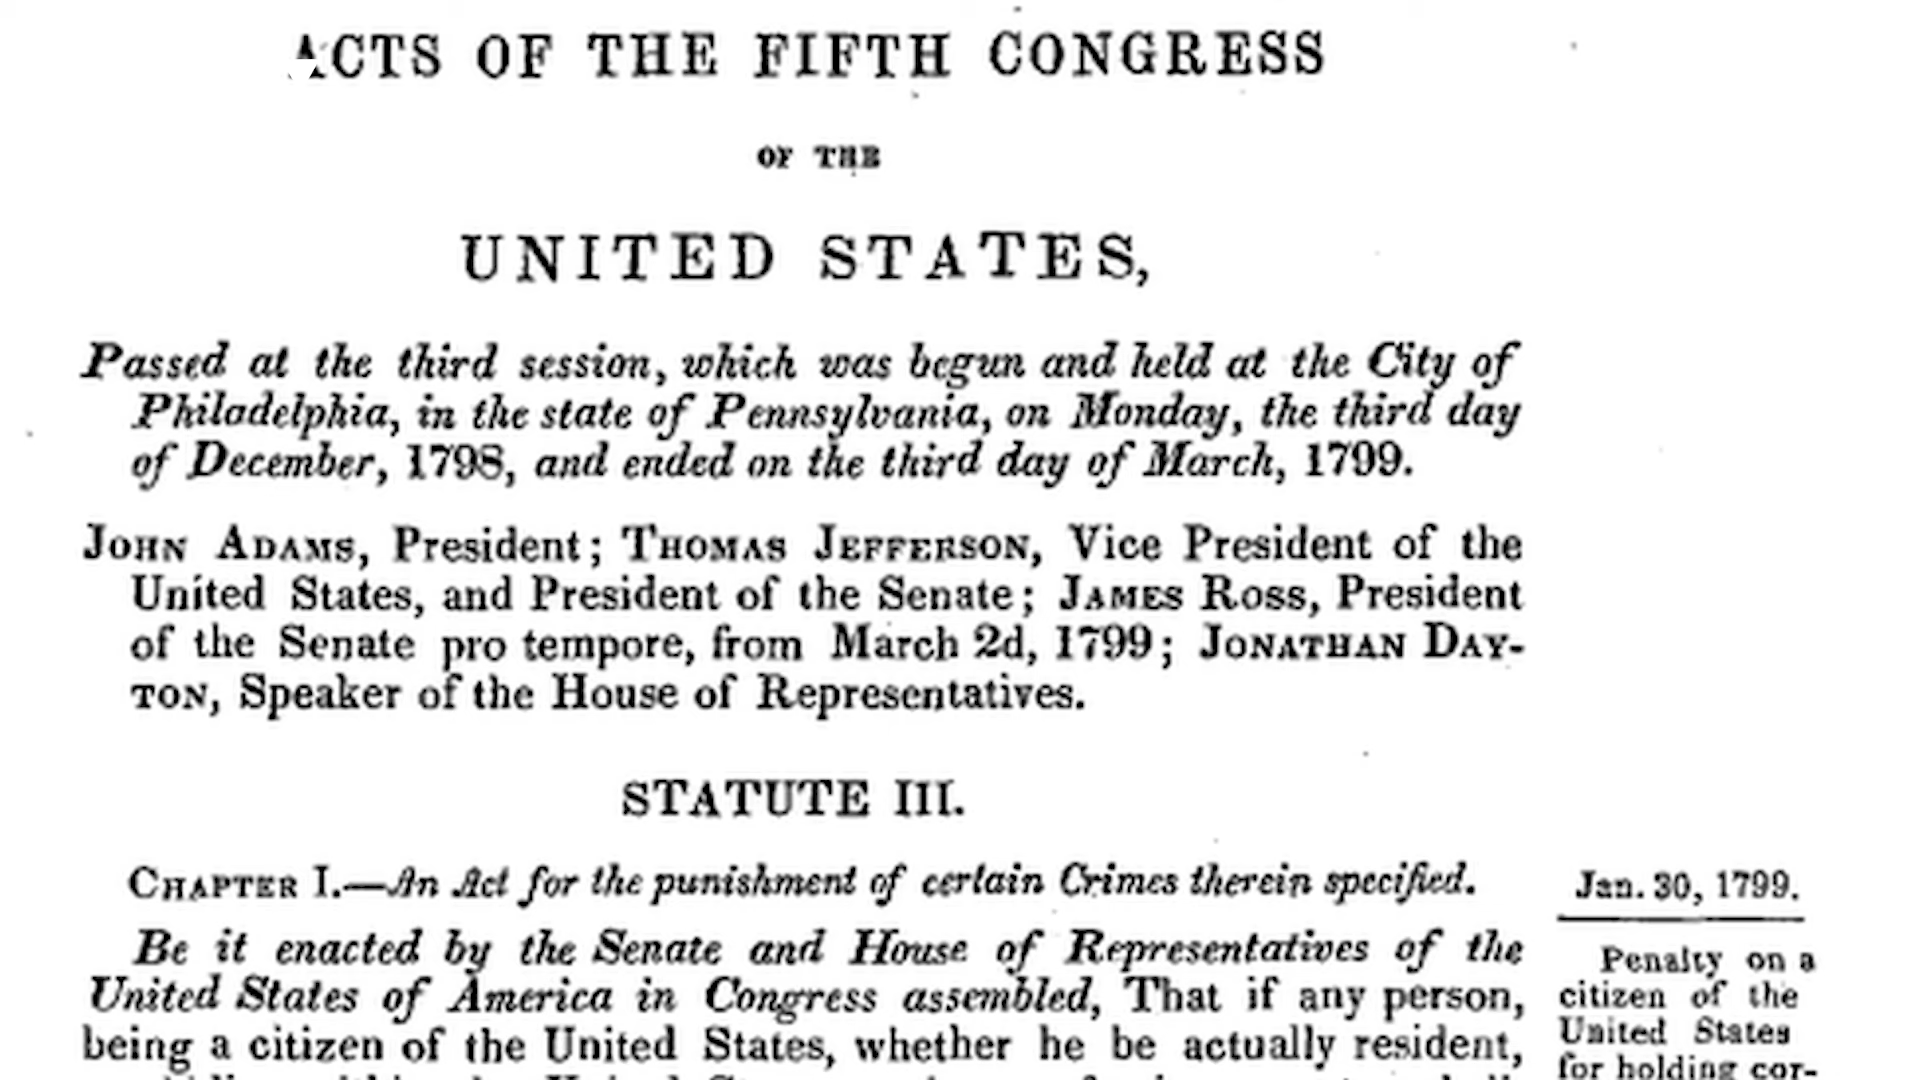 ACTS OF THE FIFTH CONGRESS
OF THE
UNITED STATES,
Passed at the third session, which was begun and held at the City of
Philadelphia, in the state of Pennsylvania, on Monday, the third day
of December, 1798, and ended on the third day of March, 1799.
JOHN ADAMS, President; THOMAS JEFFERSON, Vice President of the
United States, and President of the Senate; JAMES ROSS, President
of the Senate pro tempore, from March 2d, 1799; JONATHAN DAY-
TON, Speaker of the House of Representatives.
STATUTE III.
CHAPTER I.—An Act for the punishment of certain Crimes therein specified.
Be it enacted by the Senate and House of Representatives of the
United States of America in Congress assembled, That if any person,
being a citizen of the United States, whether he be actually resident,
Jan. 30, 1799.
Penalty on a
citizen of the
United States
for holding cor-